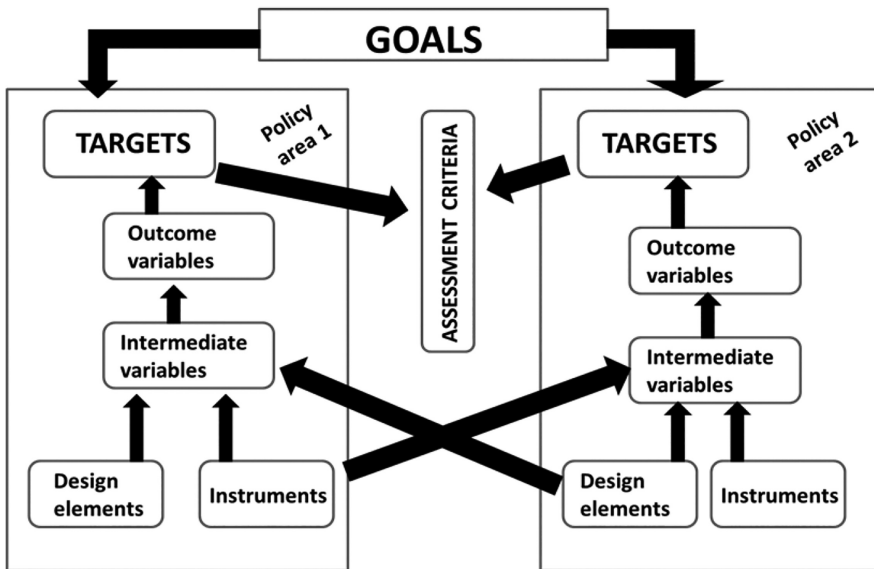 GOALS
TARGETS
Policy
area 1
Outcome
variables
Intermediate
variables
Design
elements
Instruments
ASSESSMENT CRITERIA
TARGETS
Policy
area 2
Outcome
variables
Intermediate
variables
Design
elements
Instruments